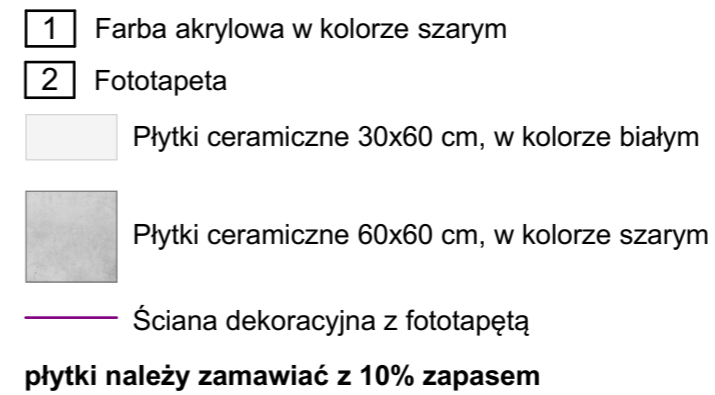 1 Farba akrylowa w kolorze szarym
2 Fototapeta
Płytki ceramiczne 30x60 cm, w kolorze białym
Płytki ceramiczne 60x60 cm, w kolorze szarym
Ściana dekoracyjna z fototapętą
płytki należy zamawiać z 10% zapasem